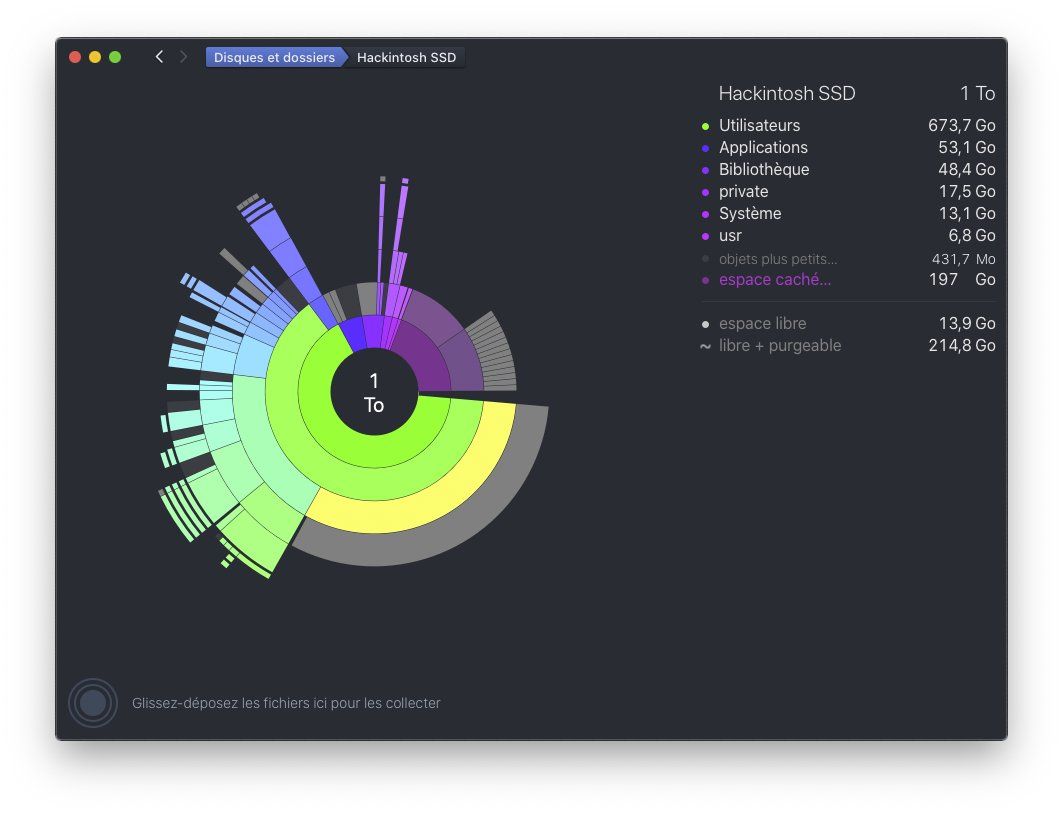 Disques et dossiers Hackintosh SSD
Hackintosh SSD 1 To
Utilisateurs 673,7 Go
Applications 53,1 Go
Bibliothèque 48,4 Go
private 17,5 Go
Système 13,1 Go
usr 6,8 Go
objets plus petits... 431,7 Mo
espace caché... 197 Go
espace libre 13,9 Go
~ libre + purgeable 214,8 Go
1
To
Glissez-déposez les fichiers ici pour les collecter